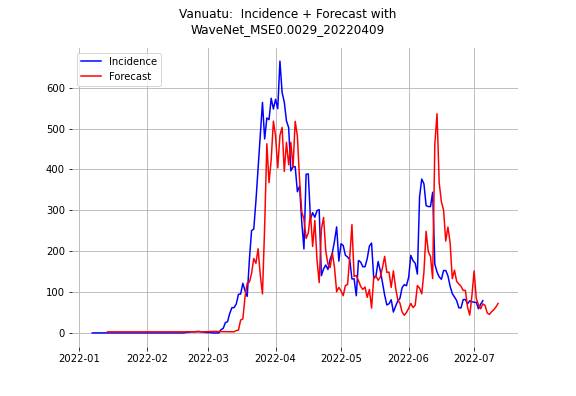 Vanuatu:  Incidence + Forecast with
WaveNet_MSE0.0029_20220409
Incidence
Forecast
600
500
400
300
200
100
0
2022-01 2022-02 2022-03 2022-04 2022-05 2022-06 2022-07